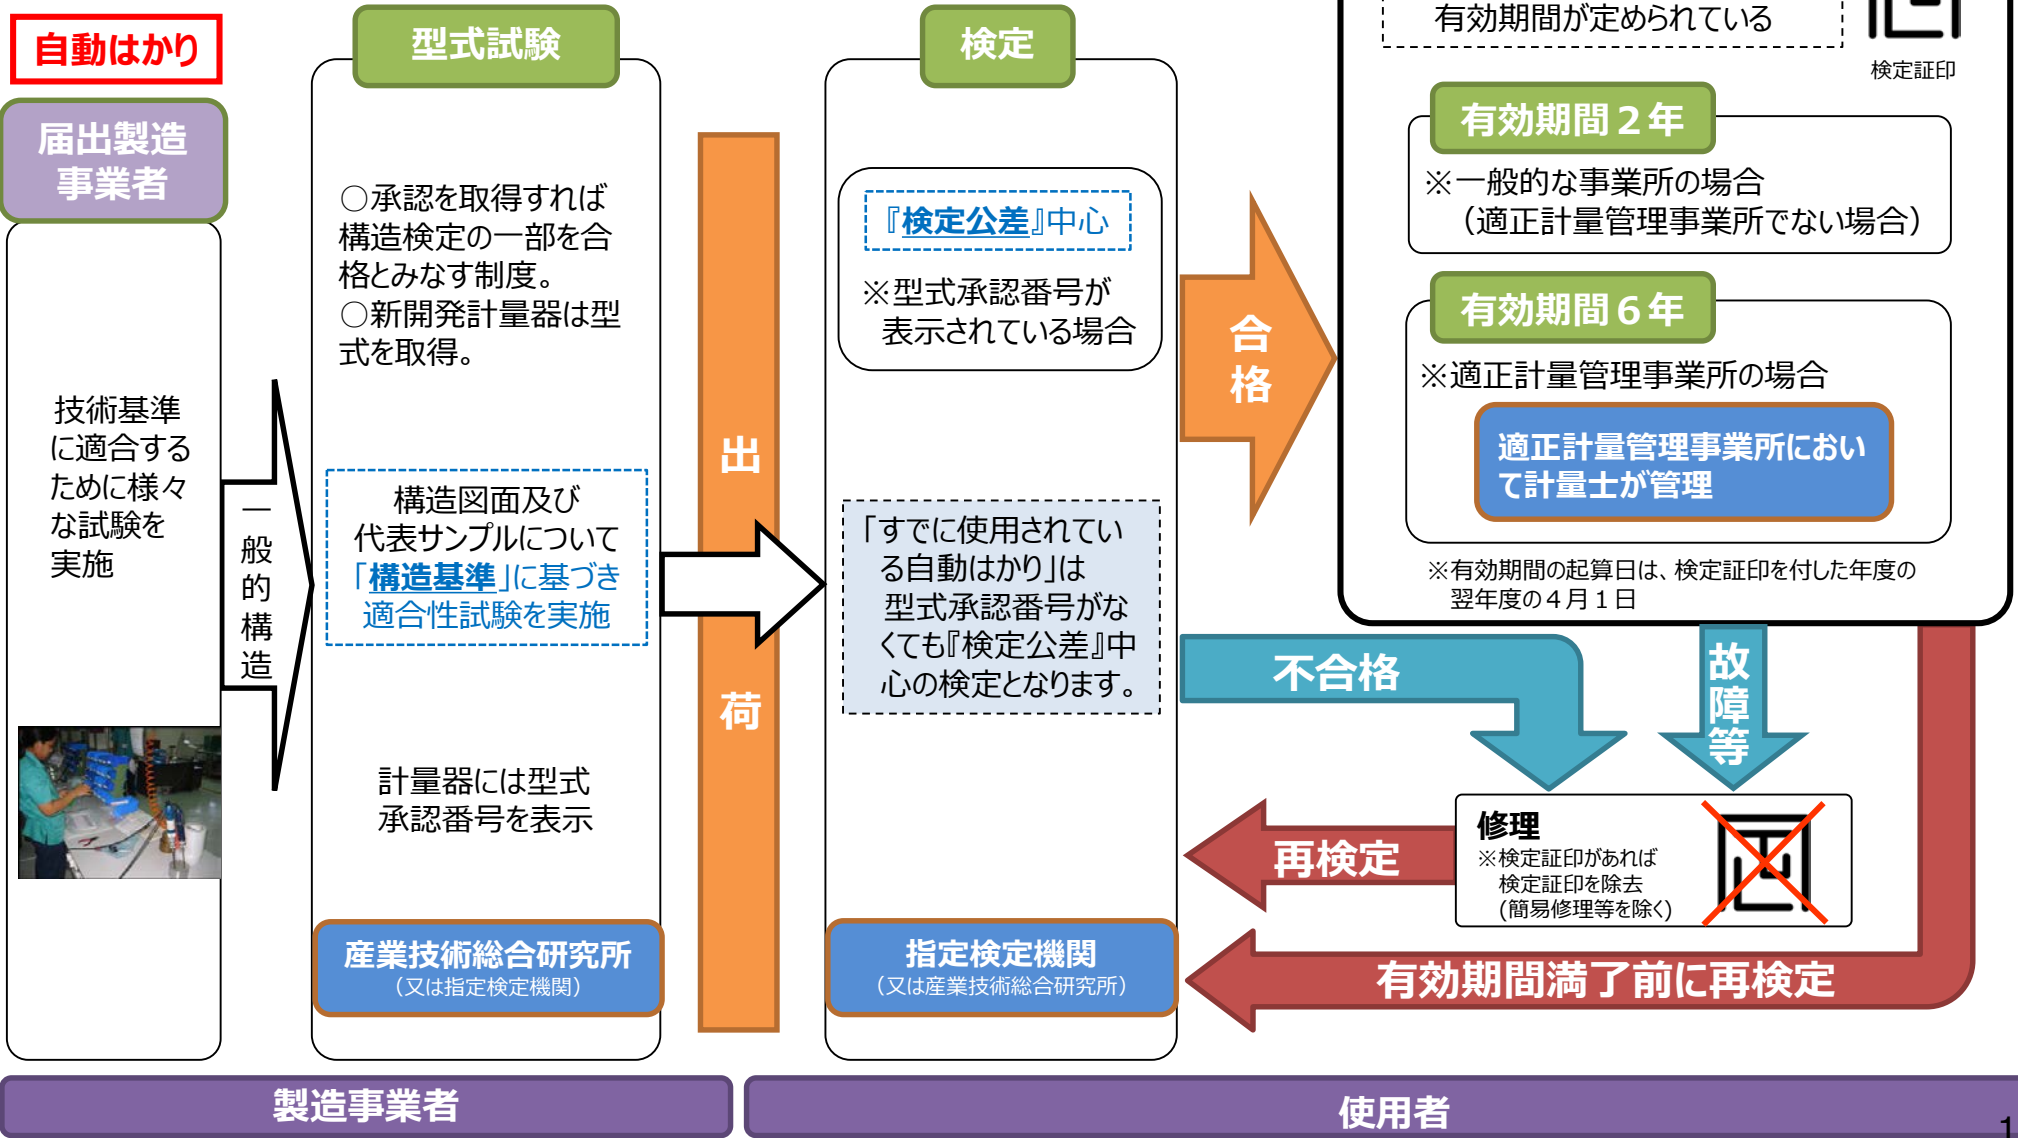 自動はかり
届出製造
事業者
技術基準
に適合する
ために様々
な試験を
実施
一般的構造
型式試験
○承認を取得すれば
構造検定の一部を合
格とみなす制度。
○新開発計量器は型
式を取得。
構造図面及び
代表サンプルについて
「構造基準」に基づき
適合性試験を実施
計量器には型式
承認番号を表示
産業技術総合研究所
（又は指定検定機関）
出荷
検定
『検定公差』中心
※型式承認番号が
表示されている場合
「すでに使用されてい
る自動はかり」は
型式承認番号がな
くても『検定公差』中
心の検定となります。
指定検定機関
（又は産業技術総合研究所）
合格
有効期間が定められている
検定証印
有効期間２年
※一般的な事業所の場合
（適正計量管理事業所でない場合）
有効期間６年
※適正計量管理事業所の場合
適正計量管理事業所におい
て計量士が管理
※有効期間の起算日は、検定証印を付した年度の
翌年度の４月１日
不合格
故障等
修理
※検定証印があれば
検定証印を除去
(簡易修理等を除く)
再検定
有効期間満了前に再検定
製造事業者
使用者
1